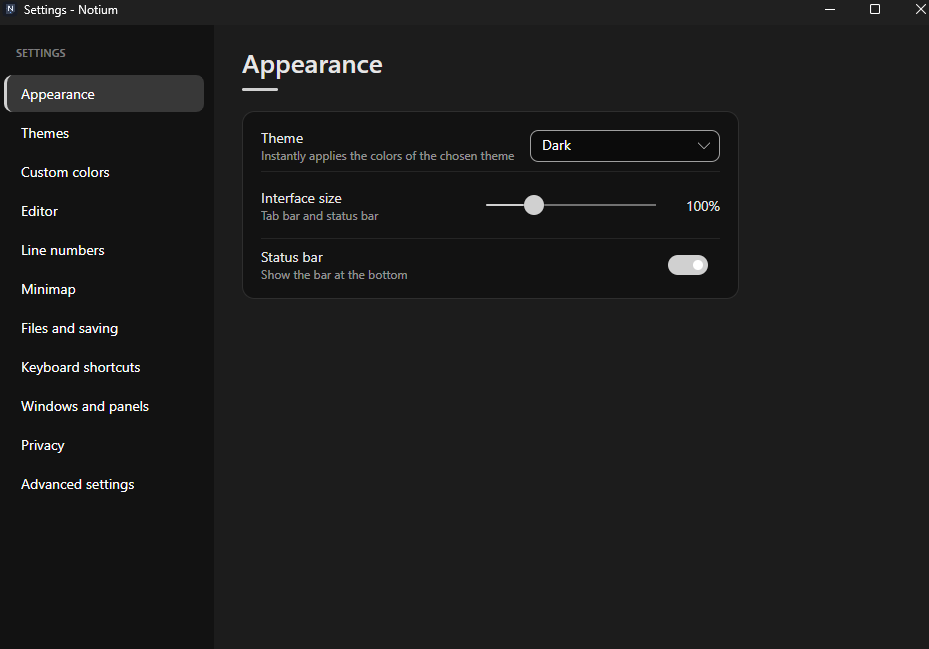 Settings - Notium
SETTINGS
Appearance
Themes
Custom colors
Editor
Line numbers
Minimap
Files and saving
Keyboard shortcuts
Windows and panels
Privacy
Advanced settings
Appearance
Theme
Instantly applies the colors of the chosen theme
Dark
Interface size
Tab bar and status bar
100%
Status bar
Show the bar at the bottom